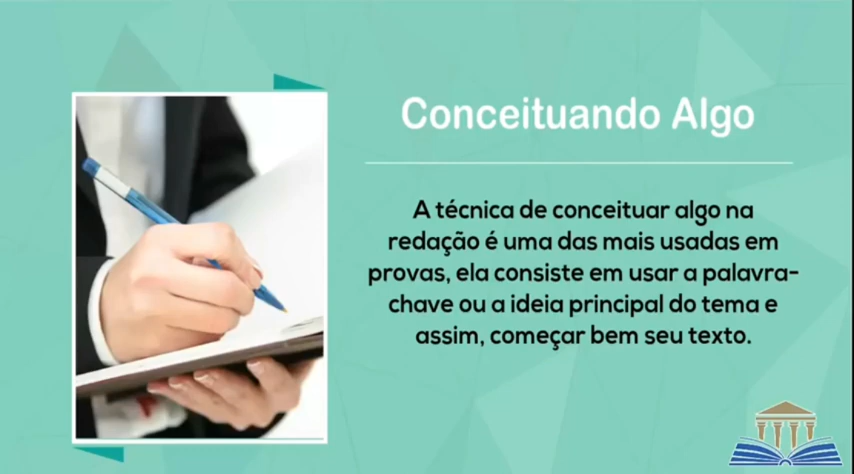 Conceituando Algo
A técnica de conceituar algo na
redação é uma das mais usadas em
provas, ela consiste em usar a palavra-
chave ou a ideia principal do tema e
assim, começar bem seu texto.